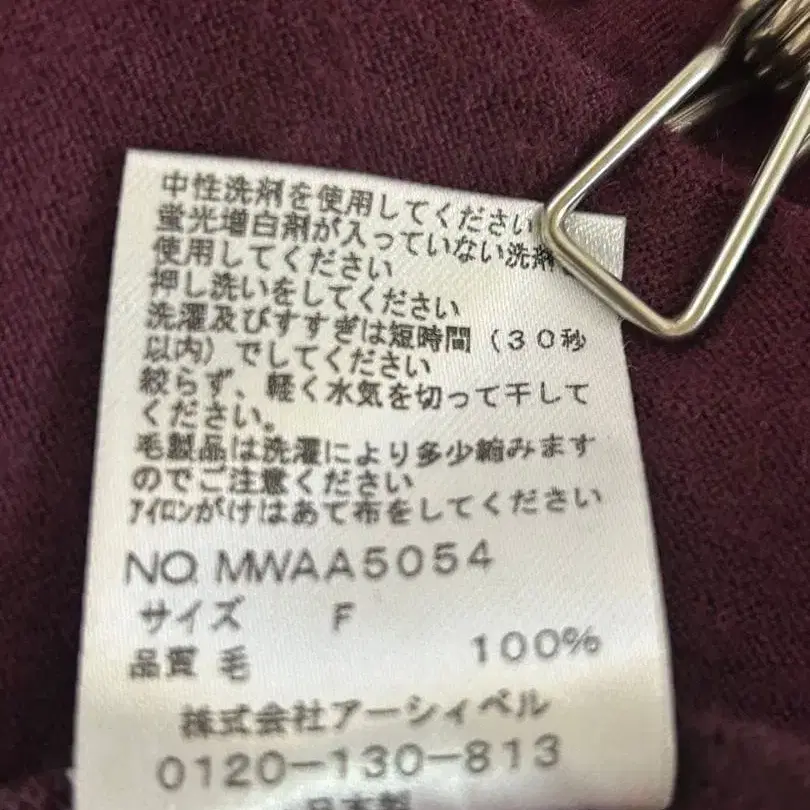 中性洗剤を使用してください
蛍光増白剤が入っていない洗剤を
使用してください
押し洗いをしてください
洗濯及びすすぎは短時間（３０秒
以内）でしてください
絞らず、軽く水気を切って干して
ください。
毛製品は洗濯により多少縮みます
のでご注意ください
ｱｲﾛﾝがけはあて布をしてください
NO. MWAA5054
サイズ F
品質 毛 100%
株式会社アーシィベル
0120-130-813
日本製